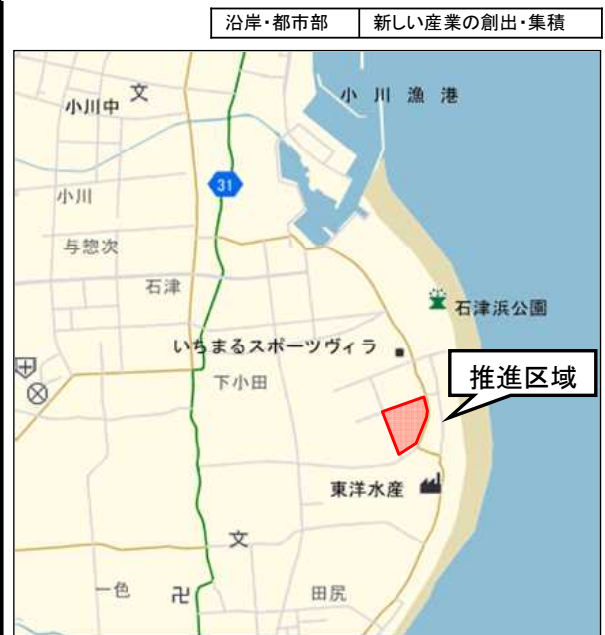 沿岸・都市部
新しい産業の創出・集積
小川漁港
文
小川中
31
小川
与惣次
石津
石津浜公園
いちまるスポーツヴィラ
推進区域
下小田
東洋水産
文
一色
田尻